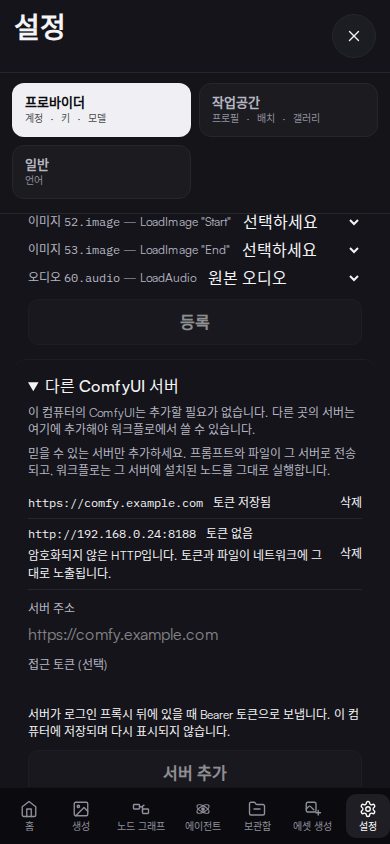 설정
프로바이더
계정 · 키 · 모델
작업공간
프로필 · 배치 · 갤러리
일반
언어
이미지 52.image — LoadImage "Start" 선택하세요
이미지 53.image — LoadImage "End" 선택하세요
오디오 60.audio — LoadAudio 원본 오디오
등록
▼ 다른 ComfyUI 서버
이 컴퓨터의 ComfyUI는 추가할 필요가 없습니다. 다른 곳의 서버는
여기에 추가해야 워크플로에서 쓸 수 있습니다.
믿을 수 있는 서버만 추가하세요. 프롬프트와 파일이 그 서버로 전송
되고, 워크플로는 그 서버에 설치된 노드를 그대로 실행합니다.
https://comfy.example.com 토큰 저장됨 삭제
http://192.168.0.24:8188 토큰 없음
암호화되지 않은 HTTP입니다. 토큰과 파일이 네트워크에 그 삭제
대로 노출됩니다.
서버 주소
https://comfy.example.com
접근 토큰 (선택)
서버가 로그인 프록시 뒤에 있을 때 Bearer 토큰으로 보냅니다. 이 컴
퓨터에 저장되며 다시 표시되지 않습니다.
서버 추가
홈 생성 노드 그래프 에이전트 보관함 에셋 생성 설정